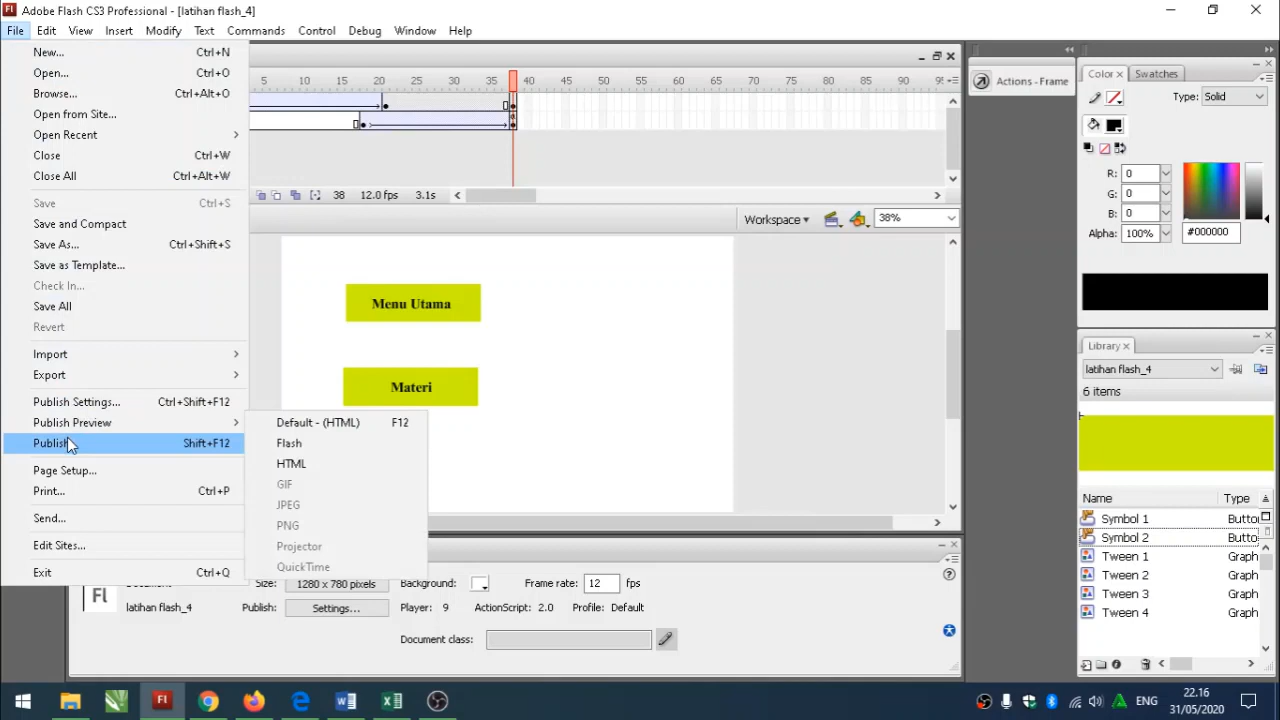 Adobe Flash CS3 Professional - [latihan flash_4]
File Edit View Insert Modify Text Commands Control Debug Window Help
New... Ctrl+N
Open... Ctrl+O
Browse... Ctrl+Alt+O
Open from Site...
Open Recent
Close Ctrl+W
Close All Ctrl+Alt+W
Save Ctrl+S
Save and Compact
Save As... Ctrl+Shift+S
Save as Template...
Check In...
Save All
Revert
Import
Export
Publish Settings... Ctrl+Shift+F12
Publish Preview
Publish Shift+F12
Page Setup...
Print... Ctrl+P
Send...
Edit Sites...
Exit Ctrl+Q
Default - (HTML) F12
Flash
HTML
GIF
JPEG
PNG
Projector
QuickTime
5 10 15 20 25 30 35 40 45 50 55 60 65 70 75 80 85 90 95
38 12.0 fps 3.1s
Workspace 38%
Menu Utama
Materi
Size: 1280 x 780 pixels Background: Frame rate: 12 fps
Fl latihan flash_4 Publish: Settings... Player: 9 ActionScript: 2.0 Profile: Default
Document class:
Actions - Frame
Color Swatches
Type: Solid
R: 0
G: 0
B: 0
Alpha: 100% #000000
Library
latihan flash_4
6 items
Name Type
Symbol 1 Butto
Symbol 2 Butto
Tween 1 Graph
Tween 2 Graph
Tween 3 Graph
Tween 4 Graph
ENG
22.16
31/05/2020